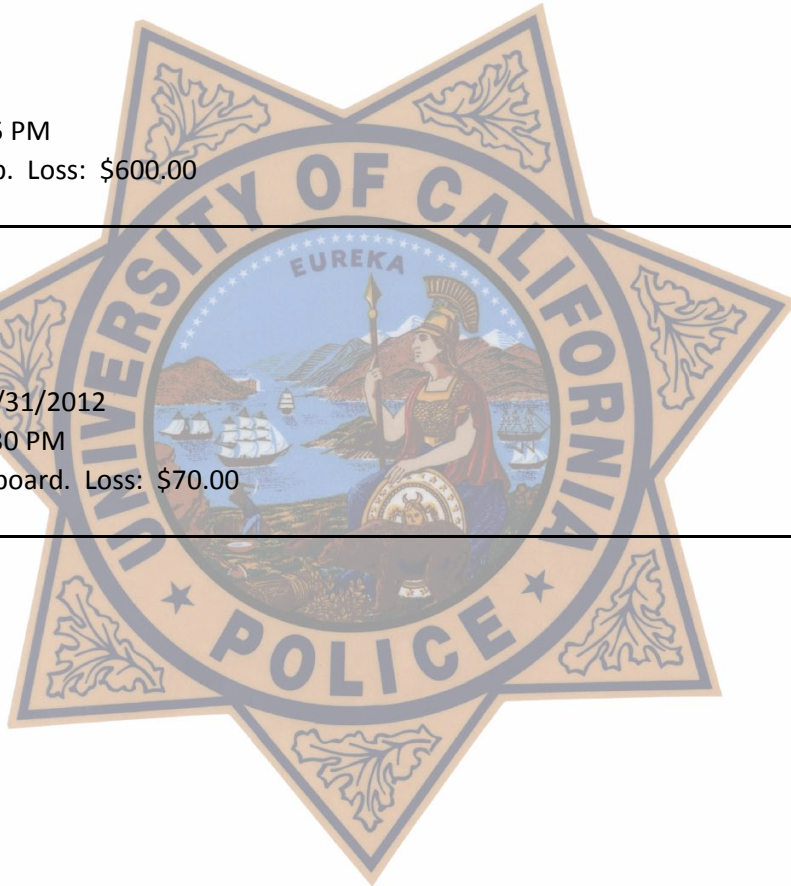 PM
Loss: $600.00
UNIVERSITY OF CALIFORNIA
EUREKA
/31/2012
30 PM
board. Loss: $70.00
POLICE